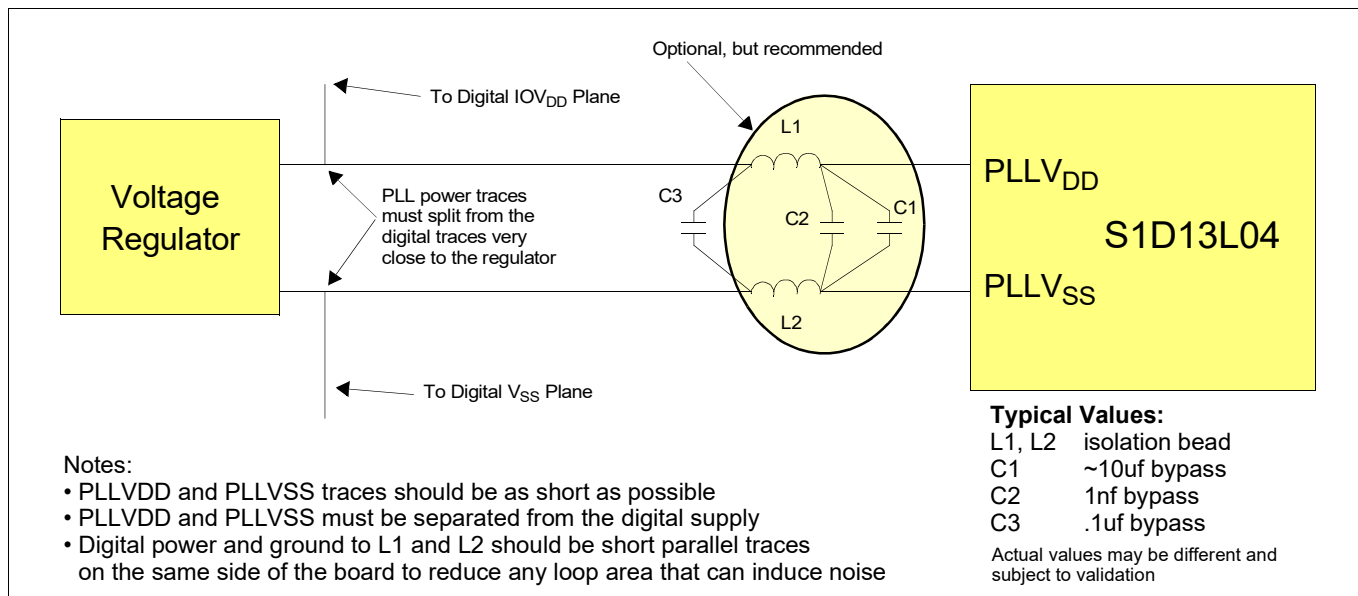 Optional, but recommended
To Digital IOVDD Plane
L1
Voltage
Regulator
PLL power traces
must split from the
digital traces very
close to the regulator
C3
C2
C1
PLLVDD
S1D13L04
PLLVSS
L2
To Digital VSS Plane
Typical Values:
L1, L2 isolation bead
C1 ~10uf bypass
C2 1nf bypass
C3 .1uf bypass
Actual values may be different and
subject to validation
Notes:
• PLLVDD and PLLVSS traces should be as short as possible
• PLLVDD and PLLVSS must be separated from the digital supply
• Digital power and ground to L1 and L2 should be short parallel traces
on the same side of the board to reduce any loop area that can induce noise